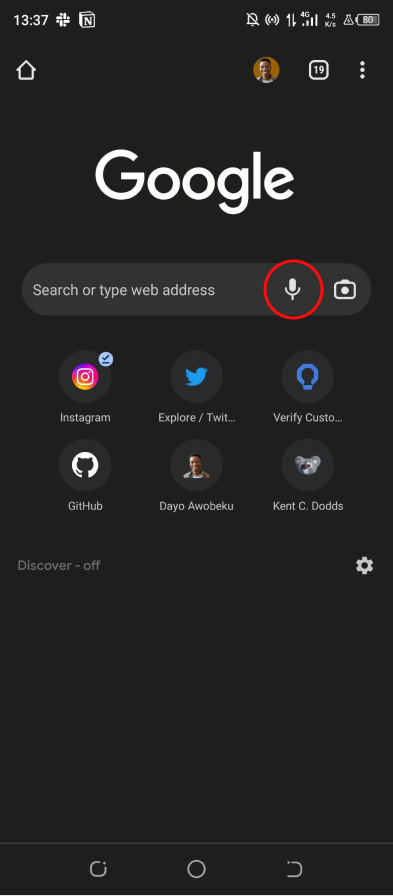 13:37
4G
4.5
K/s
80
19
Google
Search or type web address
Instagram
Explore / Twit...
Verify Custo...
GitHub
Dayo Awobeku
Kent C. Dodds
Discover - off